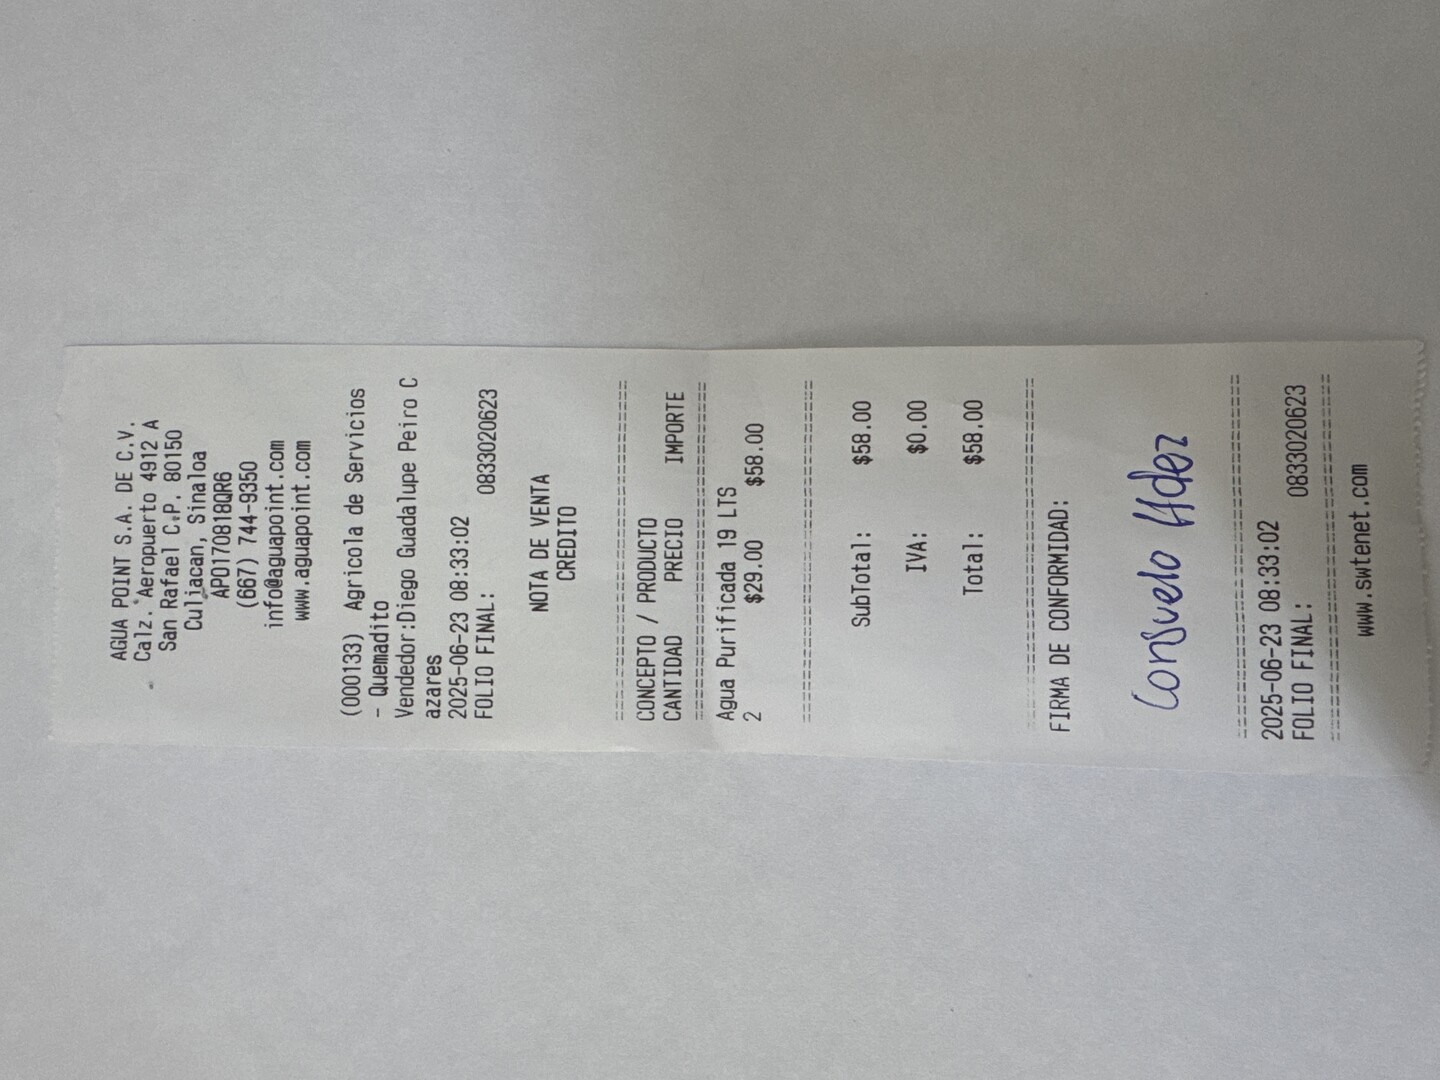 AGUA POINT S.A. DE C.V.
Calz. Aeropuerto 4912 A
San Rafael C.P. 80150
Culiacan, Sinaloa
APO170818QR6
(667) 744-9350
info@aguapoint.com
www.aguapoint.com
(000133) Agricola de Servicios
- Quemadito
Vendedor:Diego Guadalupe Peiro C
azares
2025-06-23 08:33:02
FOLIO FINAL: 0833020623
NOTA DE VENTA
CREDITO
================================
CONCEPTO / PRODUCTO
CANTIDAD PRECIO IMPORTE
================================
Agua Purificada 19 LTS
2 $29.00 $58.00
================================
SubTotal: $58.00
IVA: $0.00
Total: $58.00
================================
FIRMA DE CONFORMIDAD:
Consuelo Hdez
================================
2025-06-23 08:33:02
FOLIO FINAL: 0833020623
================================
www.swtenet.com